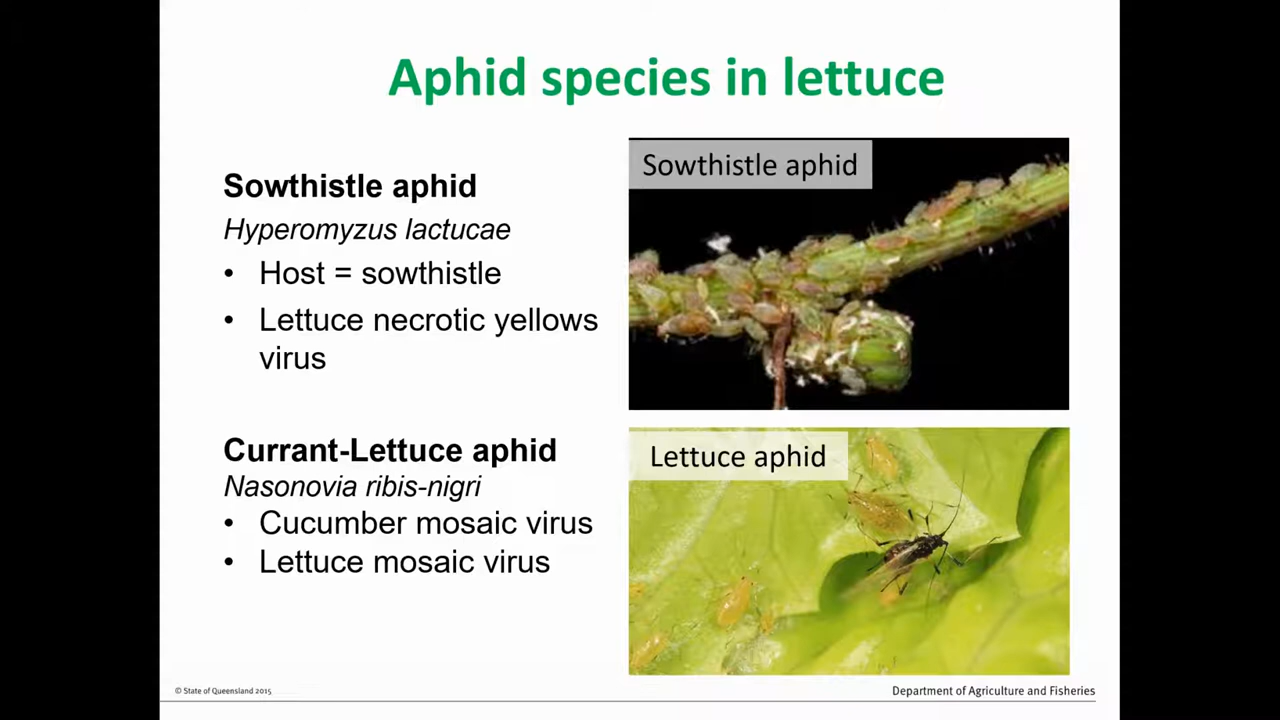 Aphid species in lettuce
Sowthistle aphid
Hyperomyzus lactucae
• Host = sowthistle
• Lettuce necrotic yellows
virus
Currant-Lettuce aphid
Nasonovia ribis-nigri
• Cucumber mosaic virus
• Lettuce mosaic virus
Sowthistle aphid
Lettuce aphid
© State of Queensland 2015
Department of Agriculture and Fisheries